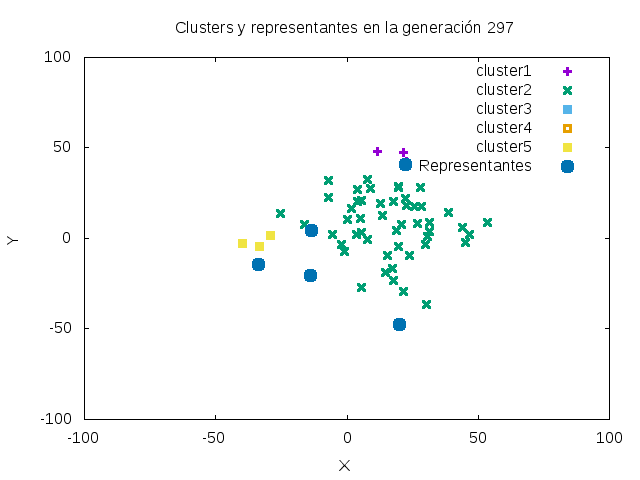 Clusters y representantes en la generación 297
100
50
0
-50
-100
-100
-50
0
50
100
X
Y
cluster1
cluster2
cluster3
cluster4
cluster5
Representantes